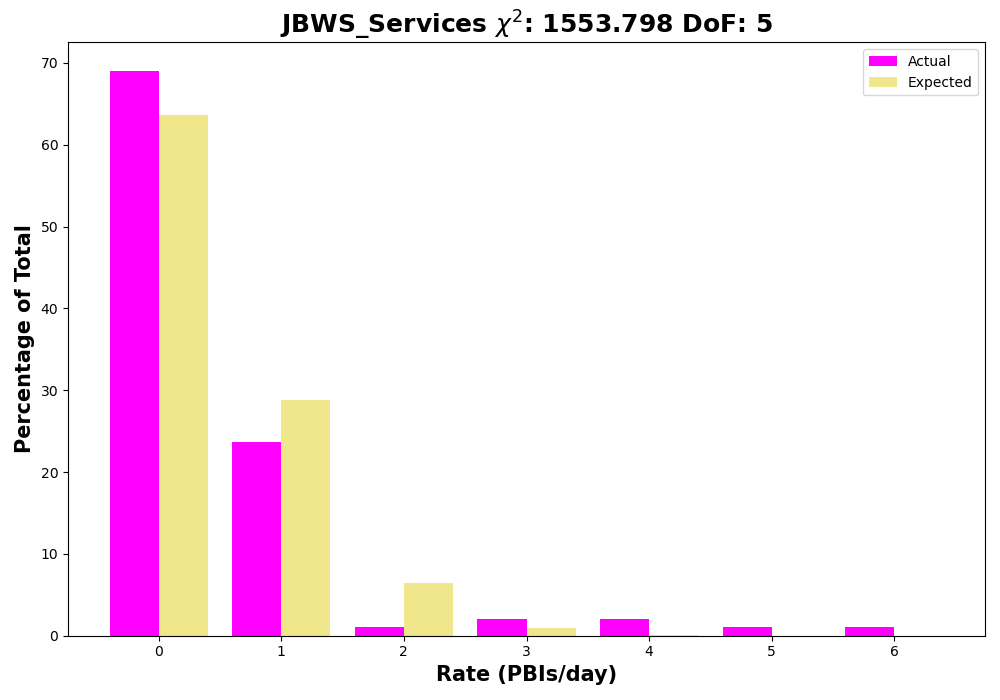 JBWS_Services χ²: 1553.798 DoF: 5
Actual
Expected
Percentage of Total
70
60
50
40
30
20
10
0
0 1 2 3 4 5 6
Rate (PBIs/day)